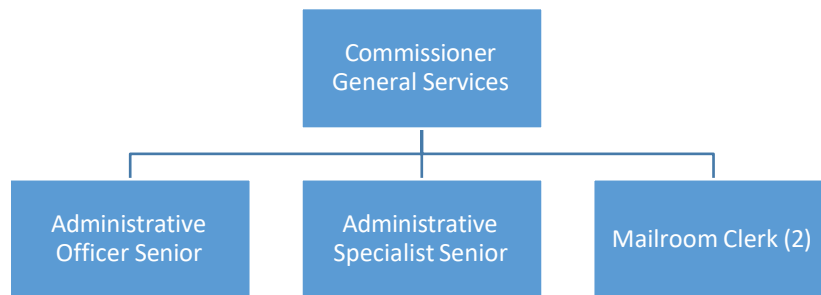 Commissioner
General Services
Administrative
Officer Senior
Administrative
Specialist Senior
Mailroom Clerk (2)